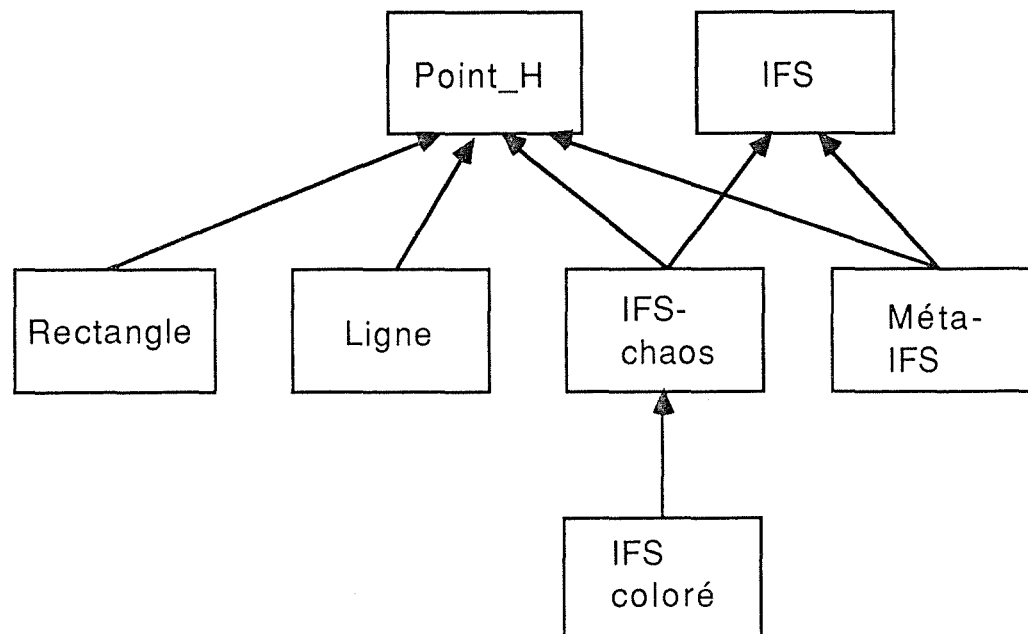 Point_H
IFS
Rectangle
Ligne
IFS-
chaos
Méta-
IFS
IFS
coloré